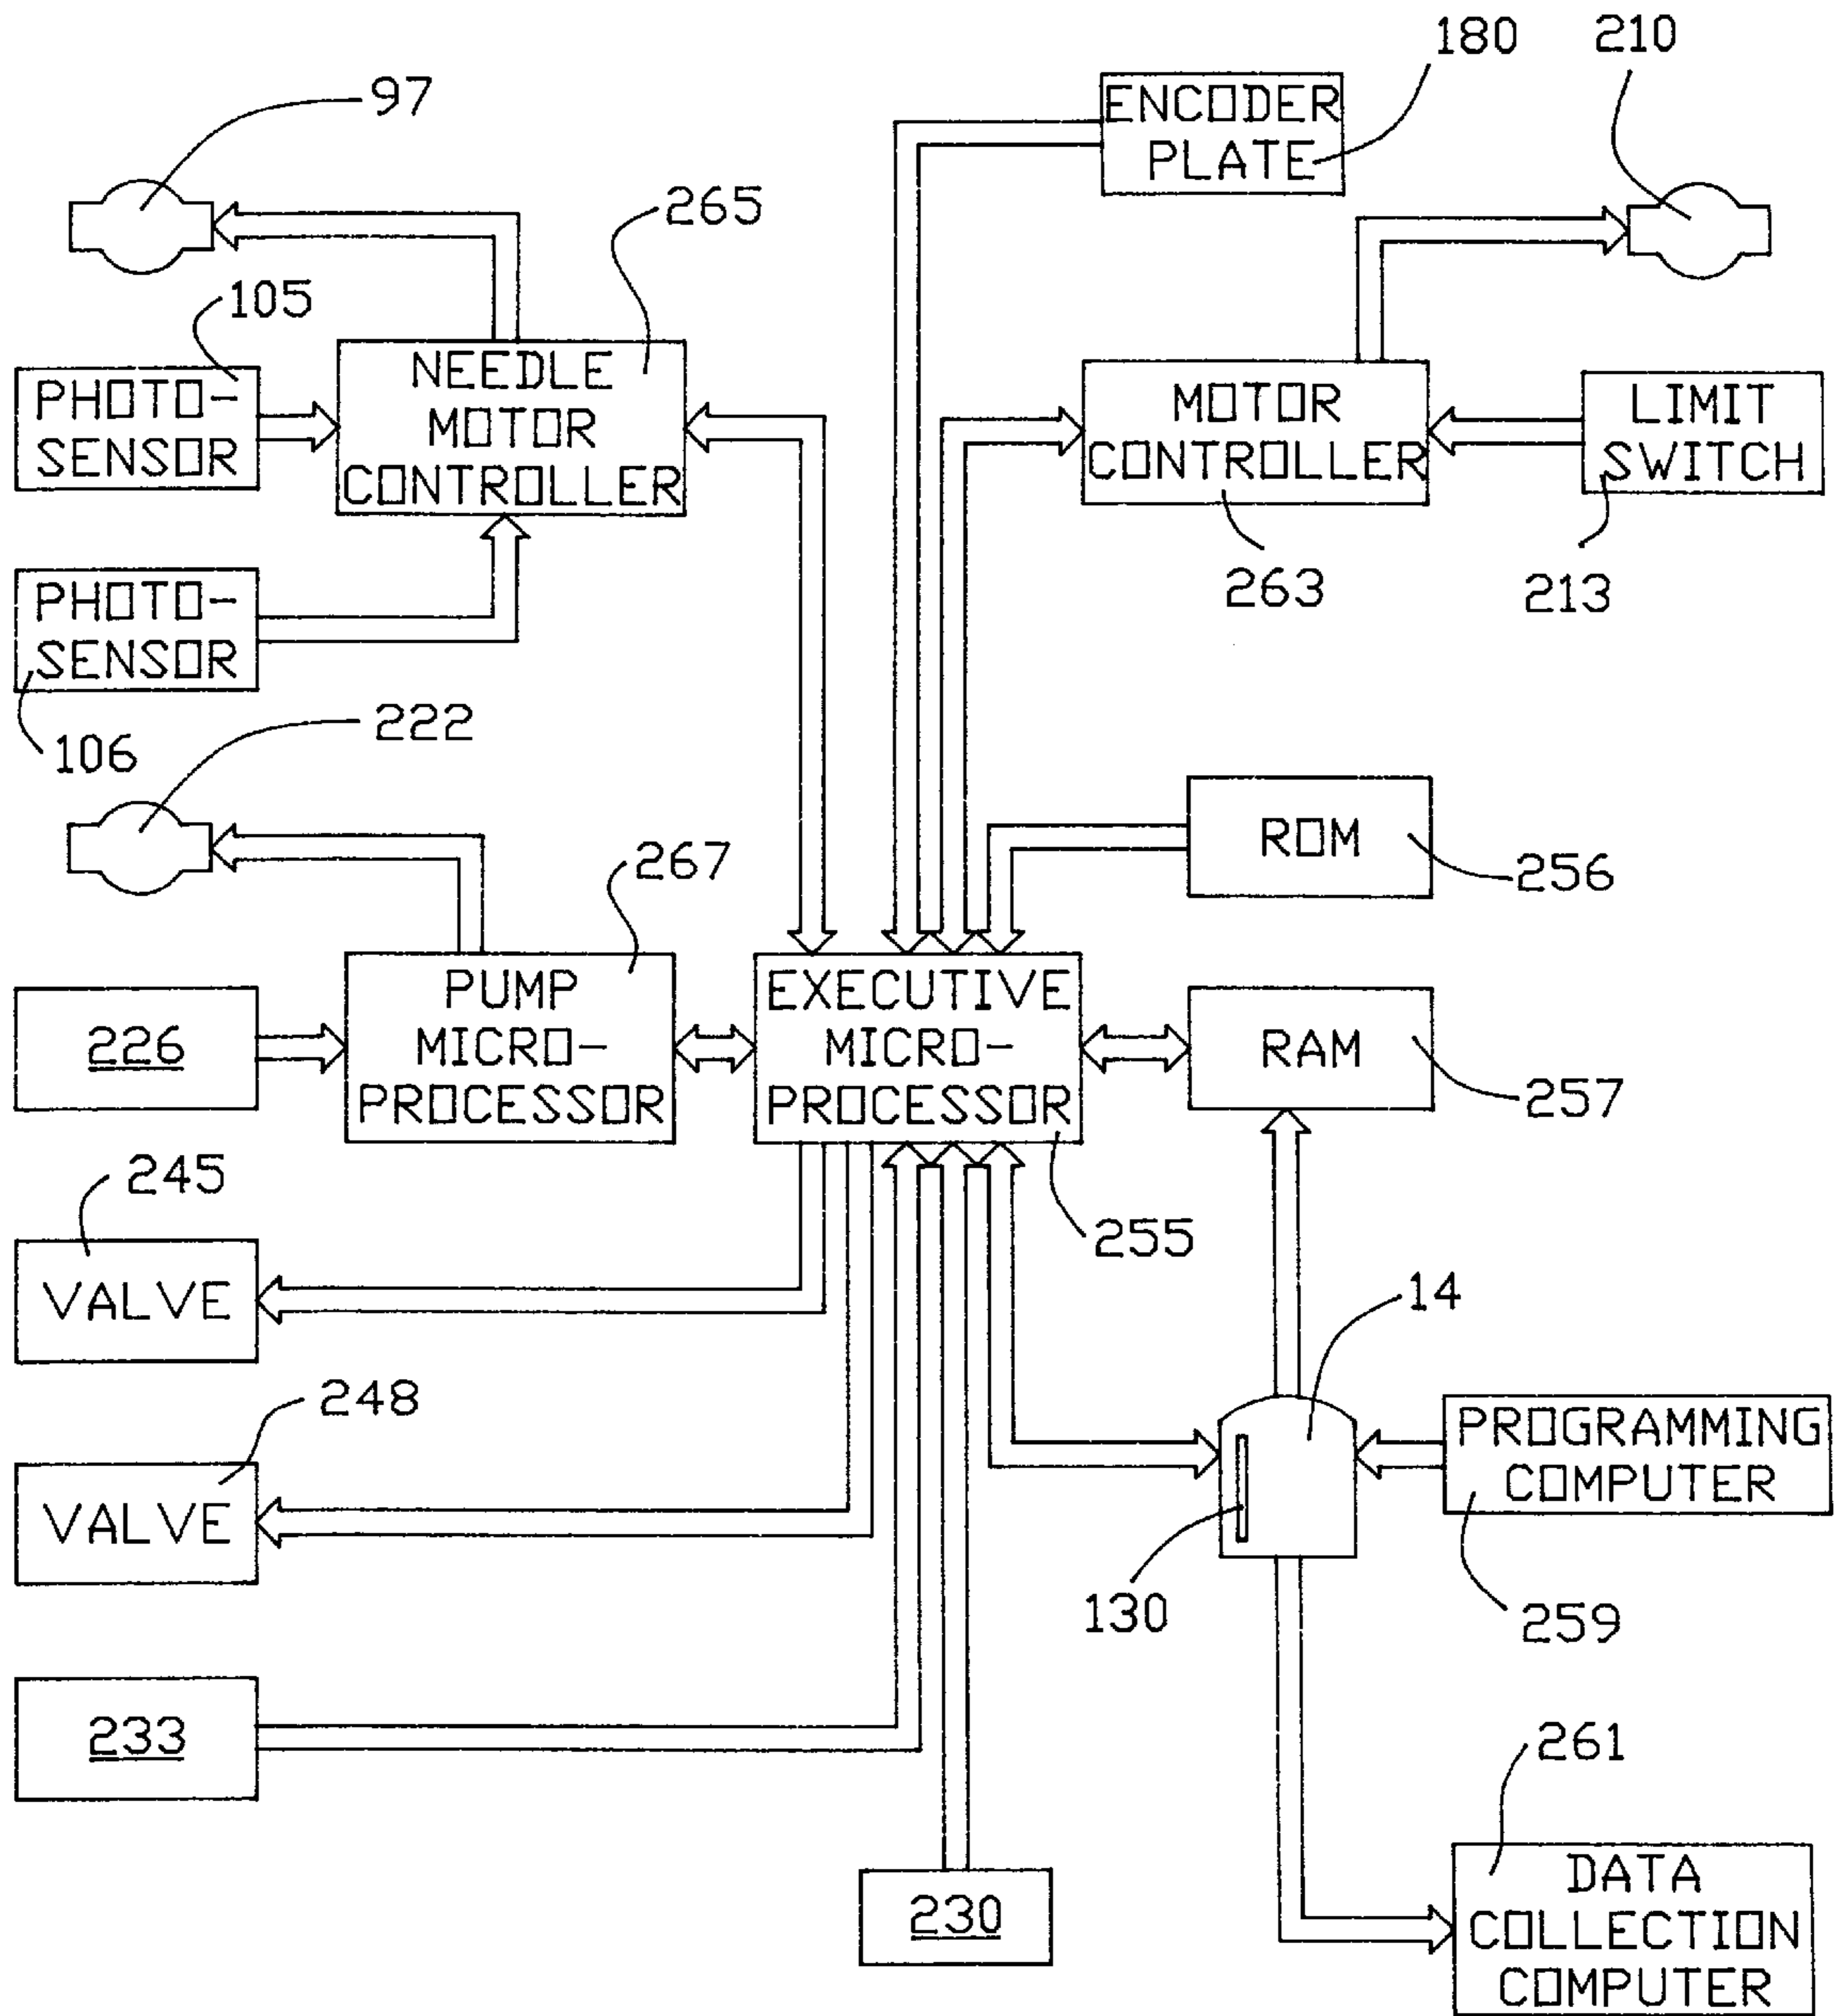 180
210
97
ENCODER
PLATE
265
105
PHOTO-
SENSOR
NEEDLE
MOTOR
CONTROLLER
MOTOR
CONTROLLER
LIMIT
SWITCH
263
213
PHOTO-
SENSOR
106
222
267
ROM
256
PUMP
MICRO-
PROCESSOR
EXECUTIVE
MICRO-
PROCESSOR
226
RAM
257
245
255
VALVE
14
248
VALVE
PROGRAMMING
COMPUTER
130
259
233
261
230
DATA
COLLECTION
COMPUTER